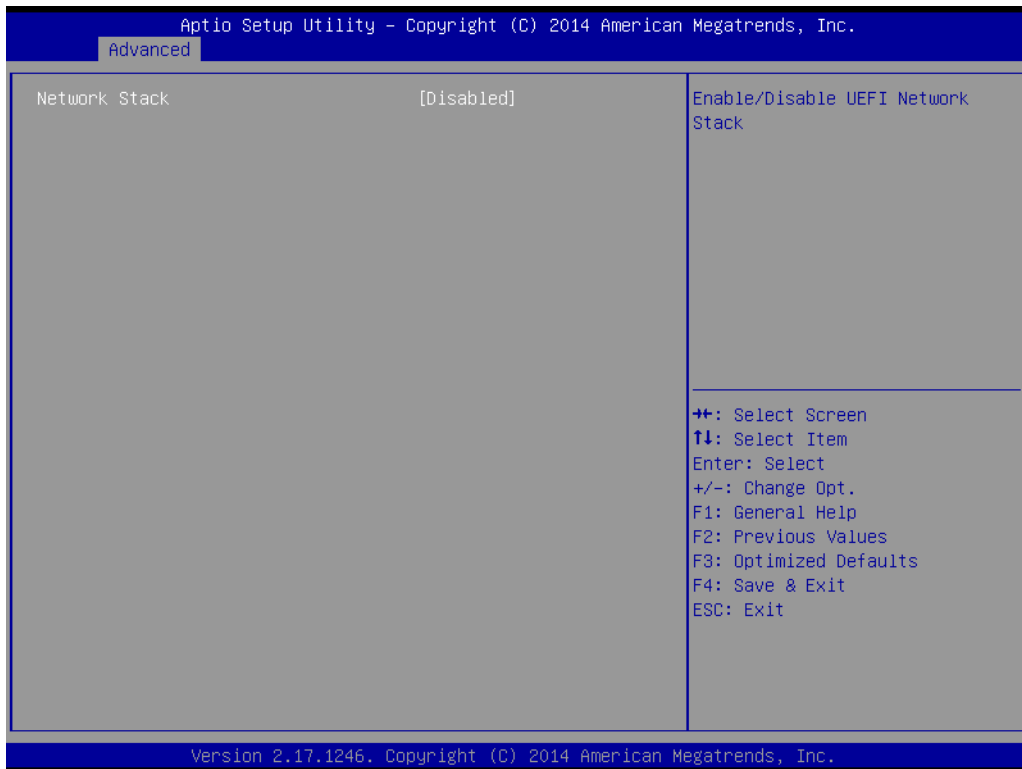 Aptio Setup Utility – Copyright (C) 2014 American Megatrends, Inc.
Advanced
Network Stack [Disabled]
Enable/Disable UEFI Network
Stack
→←: Select Screen
↑↓: Select Item
Enter: Select
+/-: Change Opt.
F1: General Help
F2: Previous Values
F3: Optimized Defaults
F4: Save & Exit
ESC: Exit
Version 2.17.1246. Copyright (C) 2014 American Megatrends, Inc.